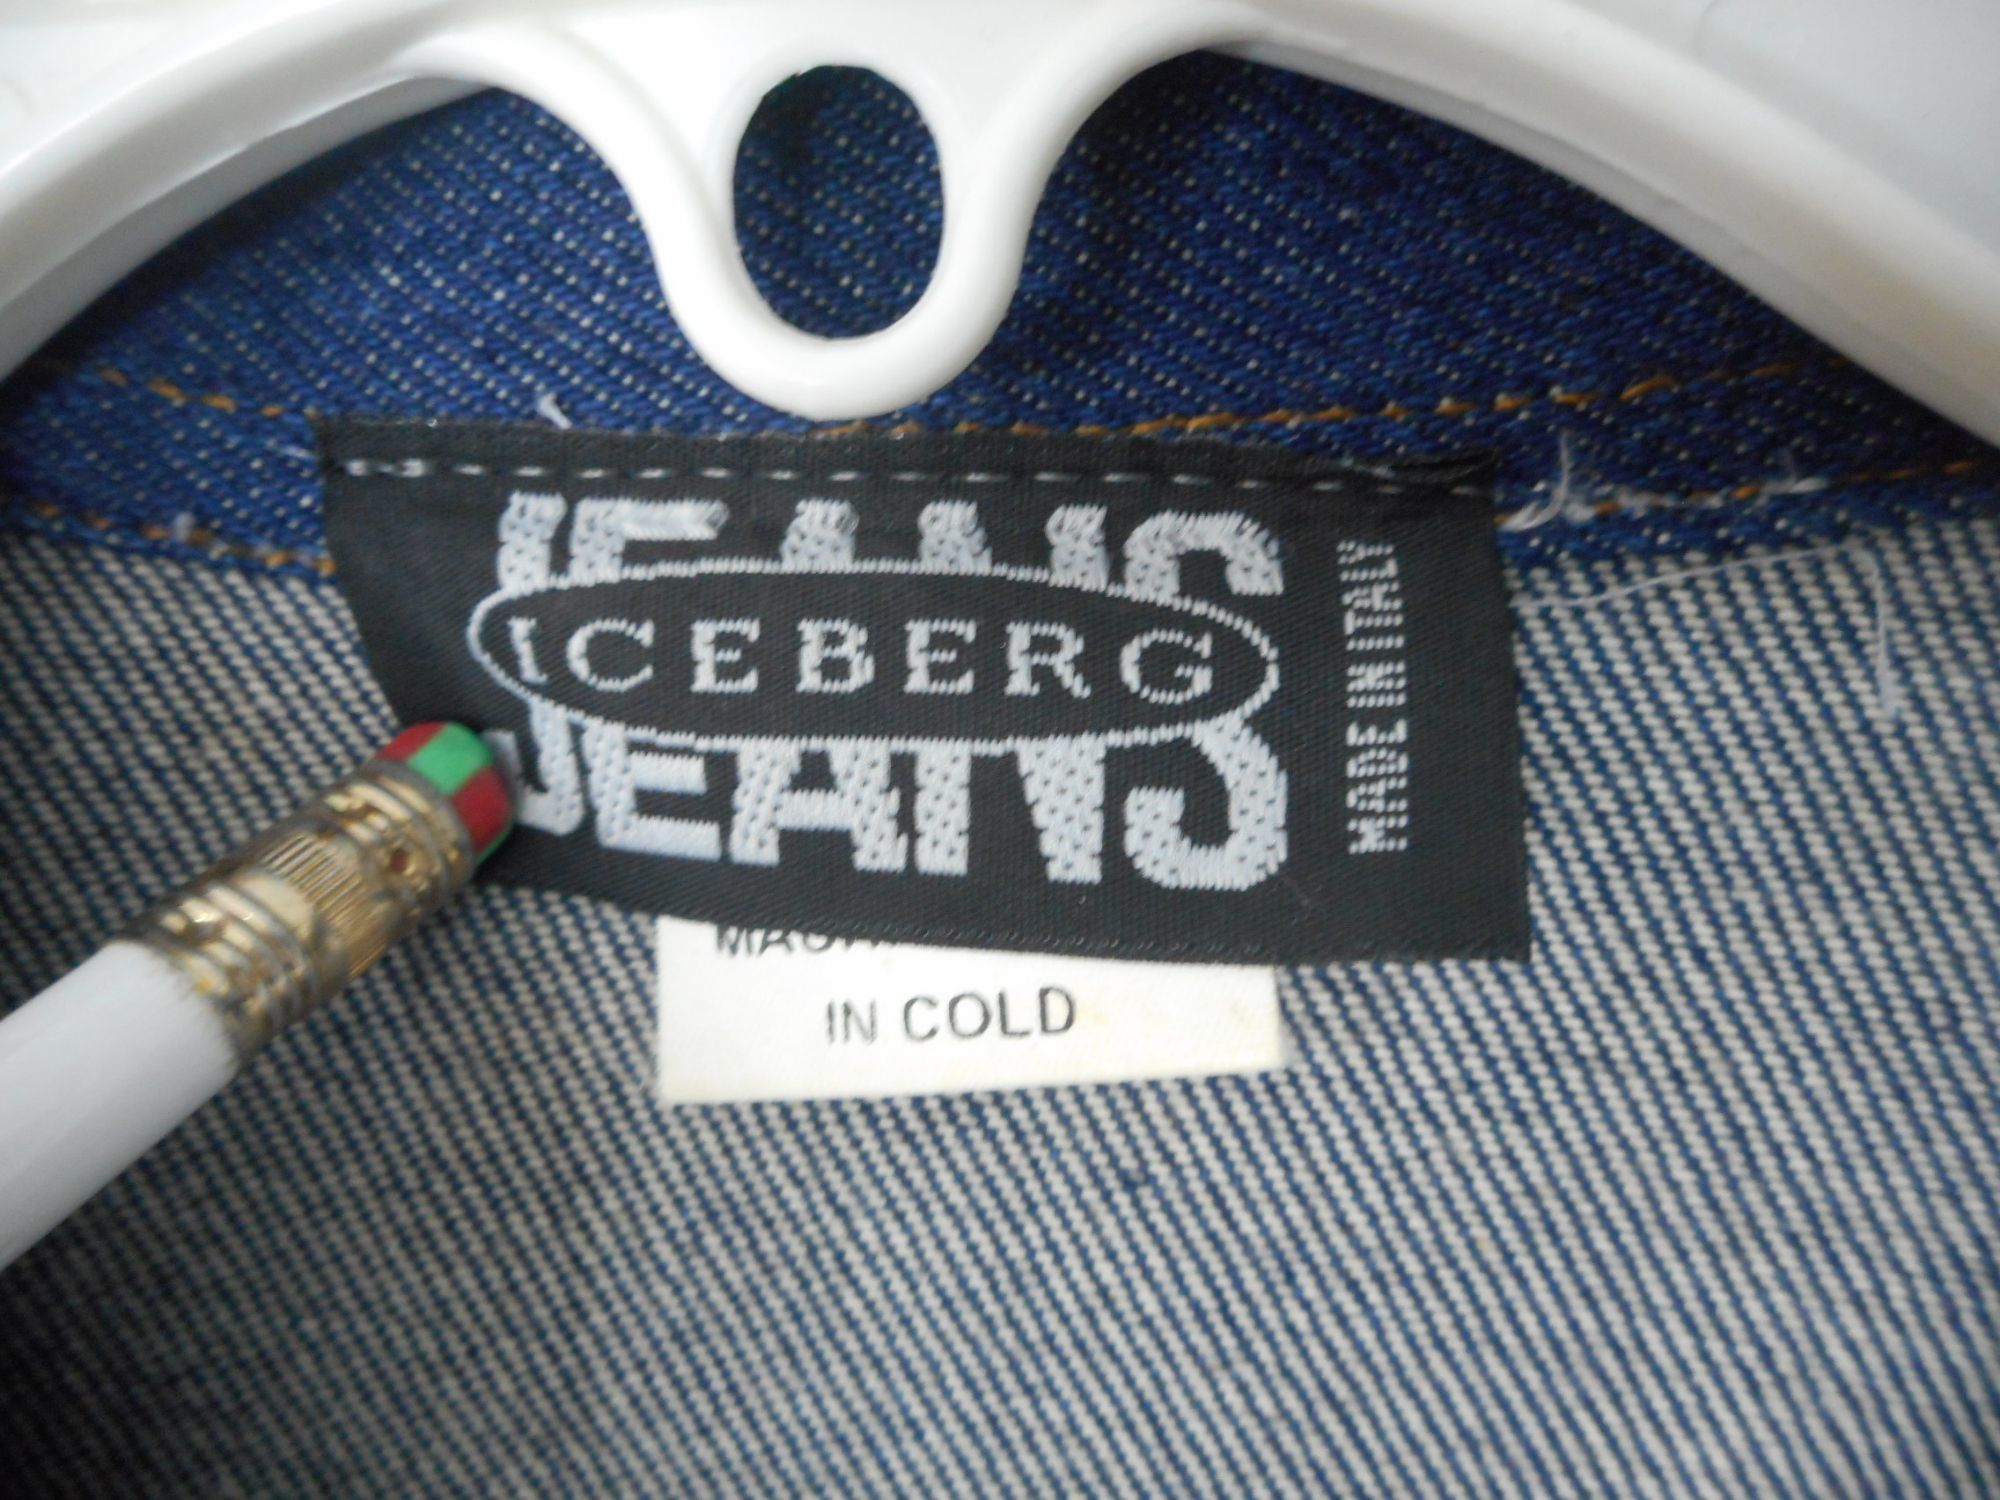 JEANS
ICEBERG
MADE IN ITALY
IN COLD